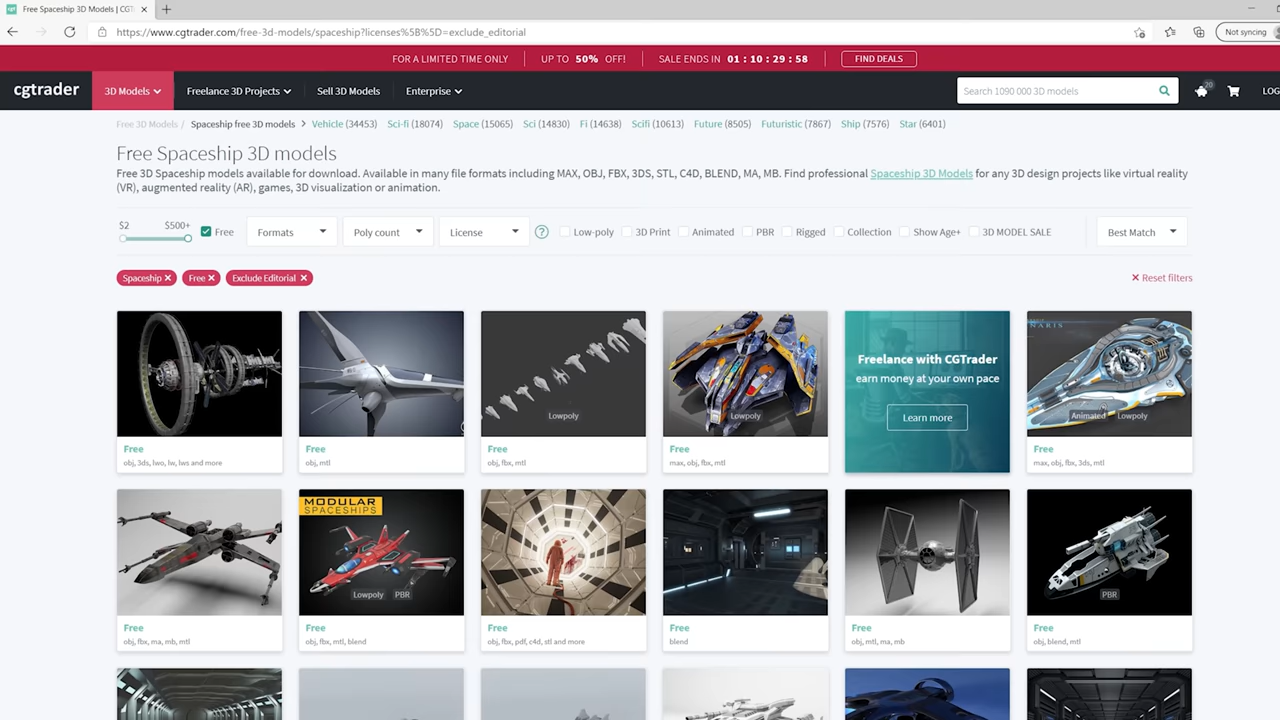 Free Spaceship 3D Models | CGT
https://www.cgtrader.com/free-3d-models/spaceship?licenses%5B%5D=exclude_editorial
Not syncing
FOR A LIMITED TIME ONLY
UP TO 50% OFF!
SALE ENDS IN 01 : 10 : 29 : 58
FIND DEALS
cgtrader
3D Models
Freelance 3D Projects
Sell 3D Models
Enterprise
Search 1090 000 3D models
20
LOG
Free 3D Models / Spaceship free 3D models > Vehicle (34453) Sci-fi (18074) Space (15065) Sci (14830) Fi (14638) Scifi (10613) Future (8505) Futuristic (7867) Ship (7576) Star (6401)
Free Spaceship 3D models
Free 3D Spaceship models available for download. Available in many file formats including MAX, OBJ, FBX, 3DS, STL, C4D, BLEND, MA, MB. Find professional Spaceship 3D Models for any 3D design projects like virtual reality
(VR), augmented reality (AR), games, 3D visualization or animation.
$2 $500+
Free
Formats
Poly count
License
?
Low-poly
3D Print
Animated
PBR
Rigged
Collection
Show Age+
3D MODEL SALE
Best Match
Spaceship ×
Free ×
Exclude Editorial ×
× Reset filters
Lowpoly
Lowpoly
Freelance with CGTrader
earn money at your own pace
Learn more
NARIS
Animated Lowpoly
Free
obj, 3ds, lwo, lw, lws and more
Free
obj, mtl
Free
obj, fbx, mtl
Free
max, obj, fbx, mtl
Free
max, obj, fbx, 3ds, mtl
MODULAR
SPACESHIPS
Lowpoly PBR
PBR
Free
obj, fbx, ma, mb, mtl
Free
obj, fbx, mtl, blend
Free
obj, fbx, pdf, c4d, stl and more
Free
blend
Free
obj, mtl, ma, mb
Free
obj, blend, mtl